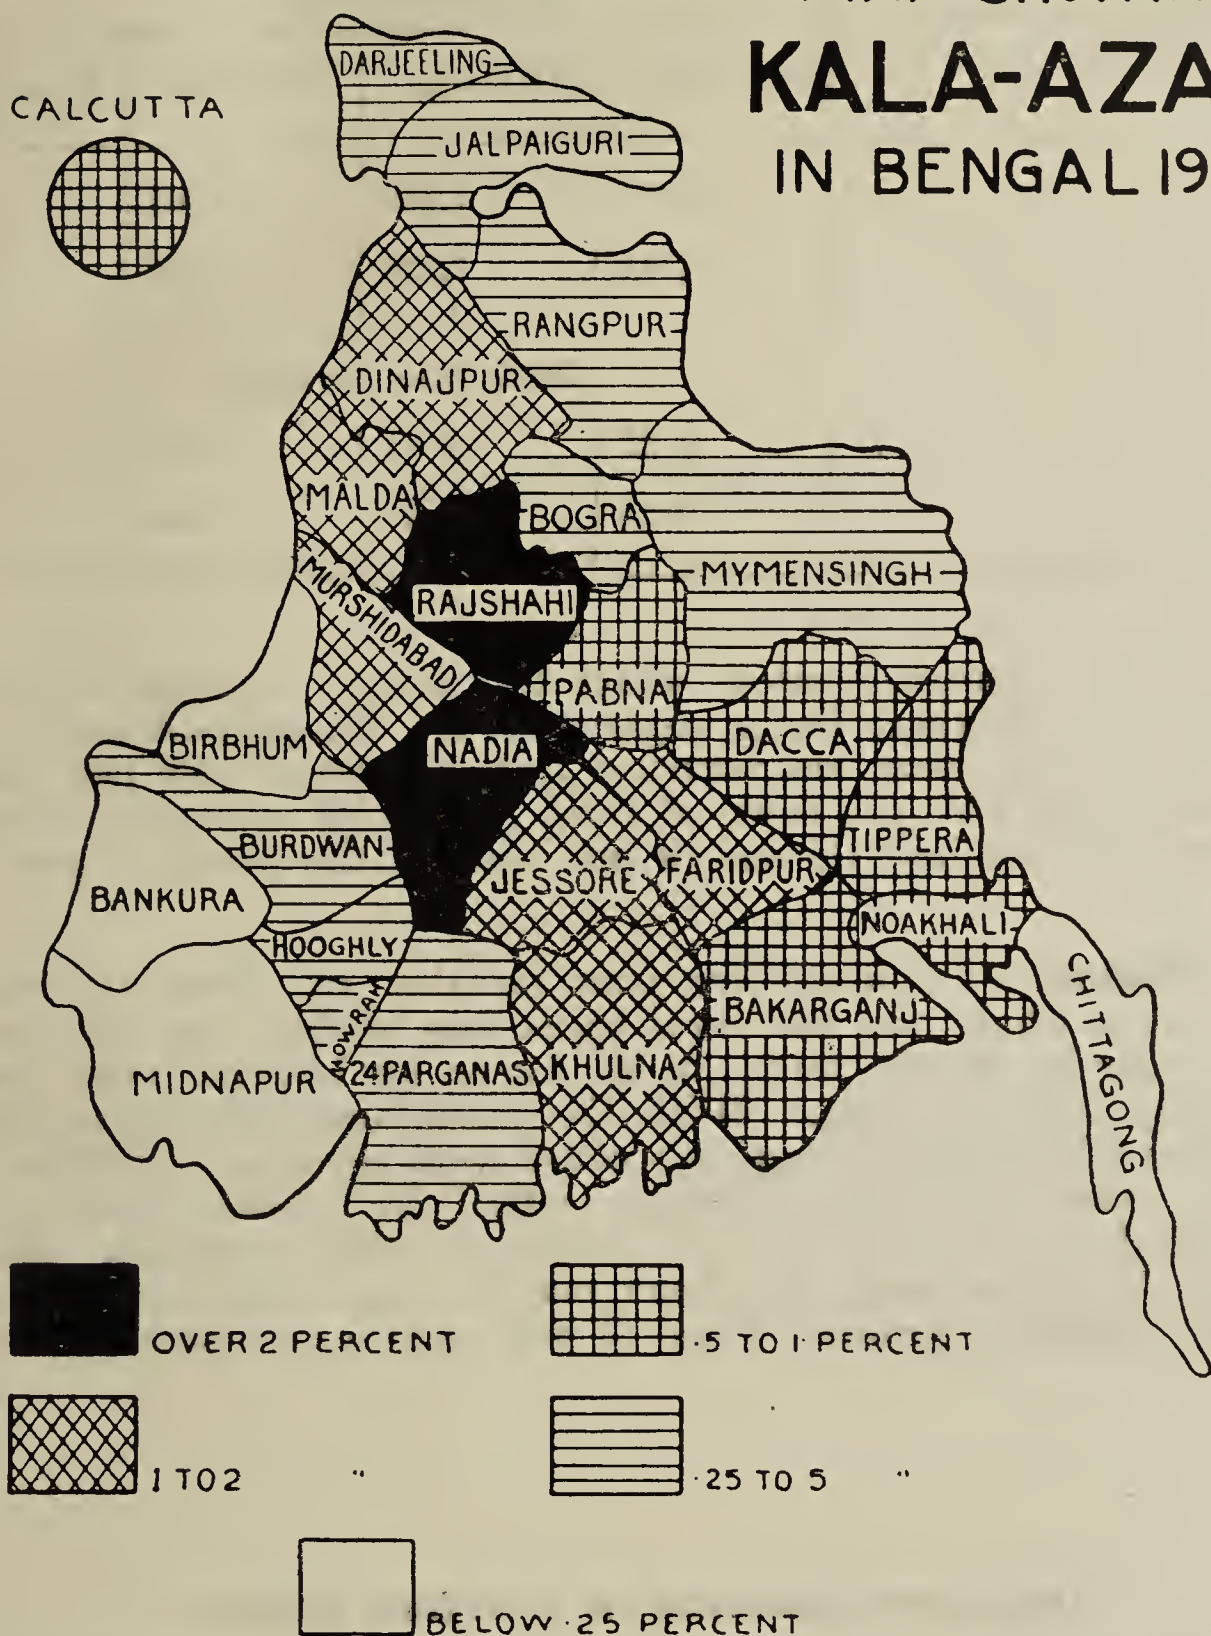 KALA-AZA
IN BENGAL 19
CALCUTTA
DARJEELING
JALPAIGURI
RANGPUR
DINAJPUR
MALDA
BOGRA
MYMENSINGH
MURSHIDABAD
RAJSHAHI
PABNA
BIRBHUM
NADIA
DACCA
BURDWAN
TIPPERA
BANKURA
JESSORE
FARIDPUR
HOOGHLY
NOAKHALI
HOWRAH
BAKARGANJ
CHITTAGONG
MIDNAPUR
24 PARGANAS
KHULNA
OVER 2 PERCENT
·5 TO 1· PERCENT
1 TO 2 "
·25 TO 5 "
BELOW ·25 PERCENT